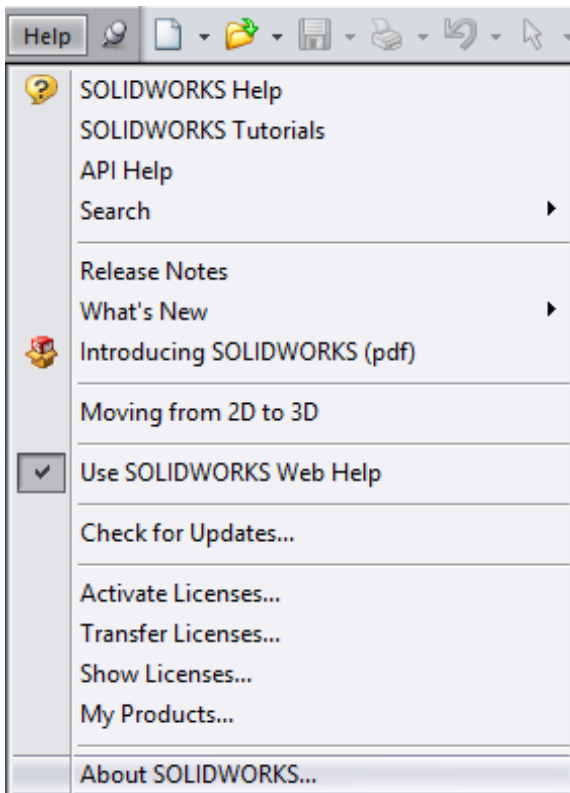 Help
SOLIDWORKS Help
SOLIDWORKS Tutorials
API Help
Search
Release Notes
What's New
Introducing SOLIDWORKS (pdf)
Moving from 2D to 3D
Use SOLIDWORKS Web Help
Check for Updates...
Activate Licenses...
Transfer Licenses...
Show Licenses...
My Products...
About SOLIDWORKS...